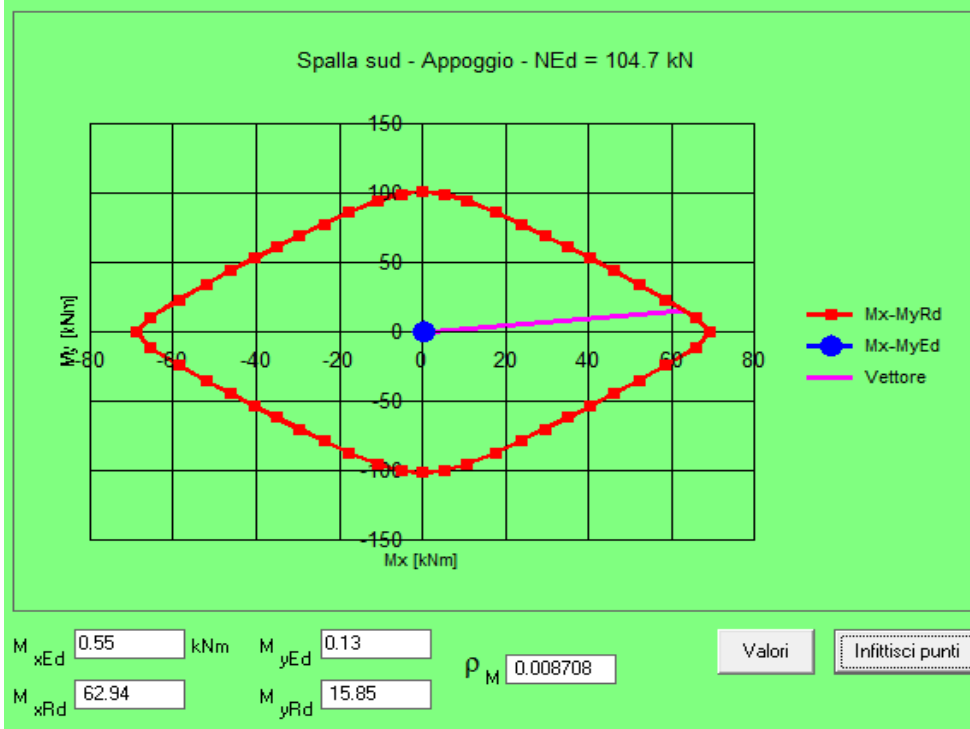 Spalla sud - Appoggio - NEd = 104.7 kN
150
100
50
0
-50
-100
-150
-80 -60 -40 -20 0 20 40 60 80
My [kNm]
Mx [kNm]
Mx-MyRd
Mx-MyEd
Vettore
M xEd 0.55 kNm M yEd 0.13
M xRd 62.94 M yRd 15.85
ρ M 0.008708
Valori Infittisci punti